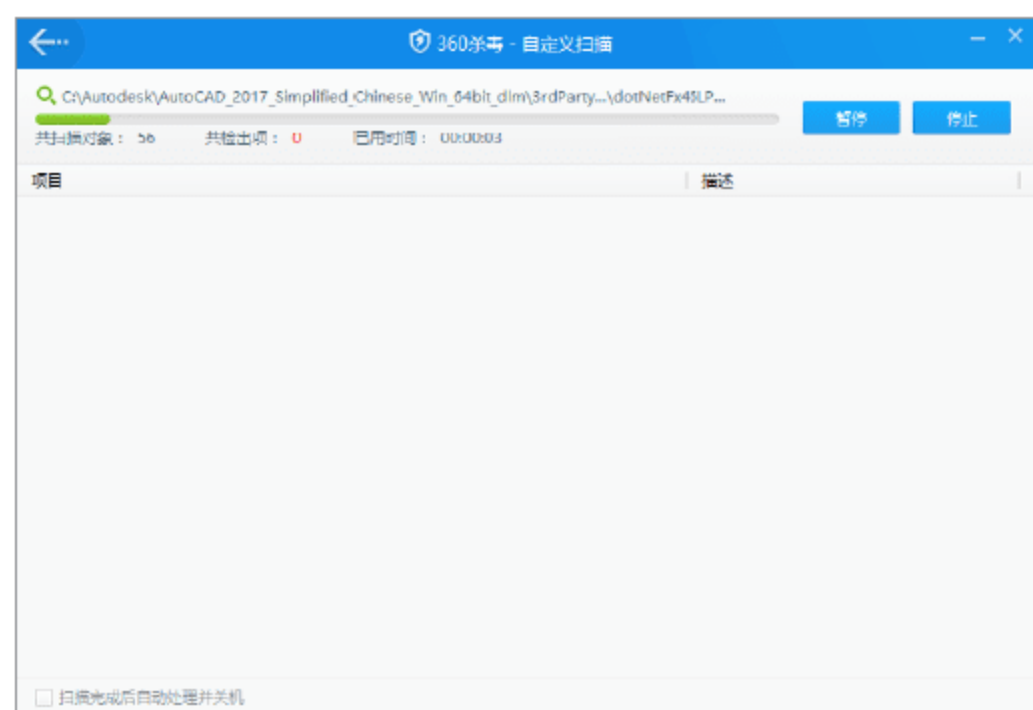 360杀毒 - 自定义扫描
C:\Autodesk\AutoCAD_2017_Simplified_Chinese_Win_64bit_dlm\3rdParty...\dotNetFx45LP...
暂停 停止
共扫描对象： 56 共检出项： 0 已用时间： 00:00:03
项目 描述
扫描完成后自动处理并关机